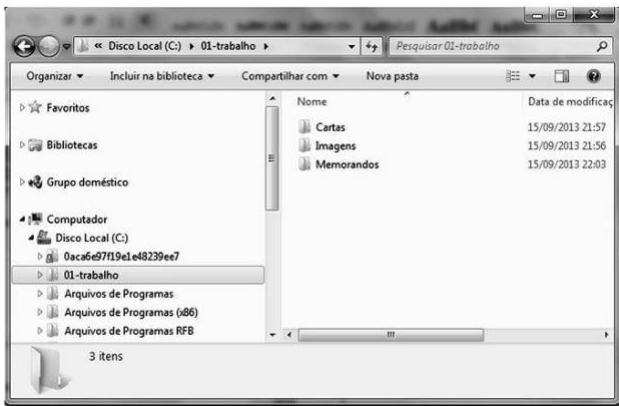 « Disco Local (C:) ▸ 01-trabalho ▸ Pesquisar 01-trabalho
Organizar Incluir na biblioteca Compartilhar com Nova pasta
Nome Data de modificaç
Favoritos
Bibliotecas
Grupo doméstico
Computador
Disco Local (C:)
0aca6e97f19e1e48239ee7
01-trabalho
Arquivos de Programas
Arquivos de Programas (x86)
Arquivos de Programas RFB
Cartas 15/09/2013 21:57
Imagens 15/09/2013 21:56
Memorandos 15/09/2013 22:03
3 itens